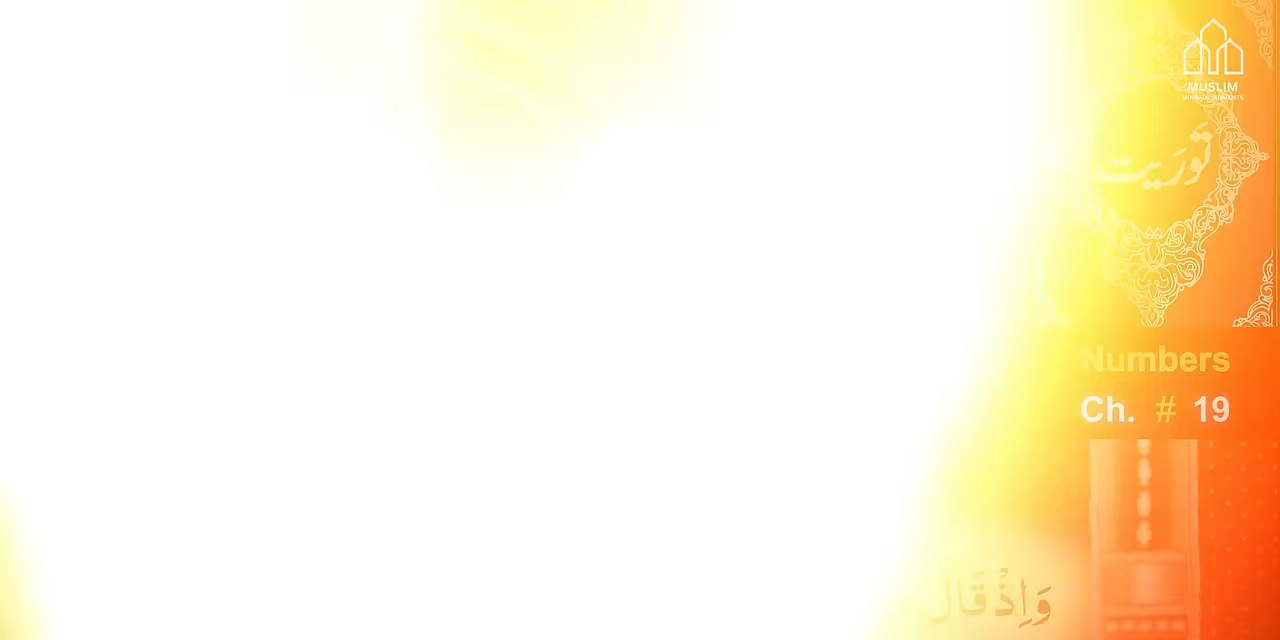 MUSLIM
توریت
Numbers
Ch. # 19
وَاِذْ قَالَ